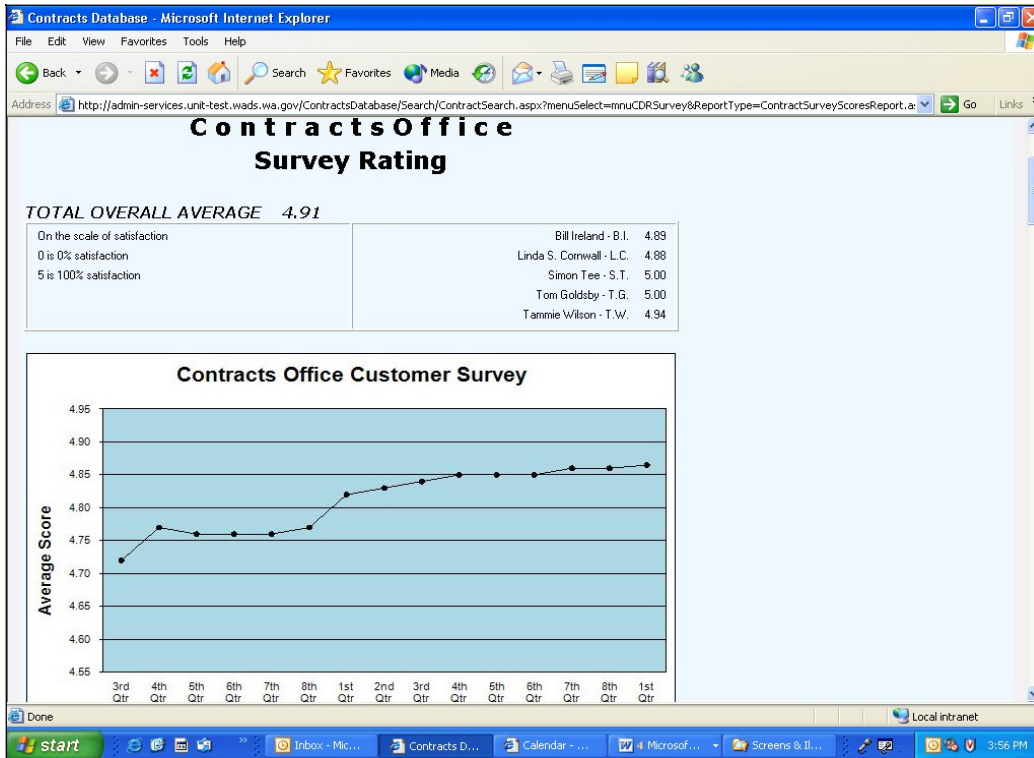 Contracts Database - Microsoft Internet Explorer
File Edit View Favorites Tools Help
Back Search Favorites Media
Address http://admin-services.unit-test.wads.wa.gov/ContractsDatabase/Search/ContractSearch.aspx?menuSelect=mnuCDRSurvey&ReportType=ContractSurveyScoresReport.a: Go Links
ContractsOffice
Survey Rating
TOTAL OVERALL AVERAGE 4.91
On the scale of satisfaction
0 is 0% satisfaction
5 is 100% satisfaction
Bill Ireland - B.I. 4.89
Linda S. Cornwall - L.C. 4.88
Simon Tee - S.T. 5.00
Tom Goldsby - T.G. 5.00
Tammie Wilson - T.W. 4.94
Contracts Office Customer Survey
Average Score
4.95
4.90
4.85
4.80
4.75
4.70
4.65
4.60
4.55
3rd 4th 5th 6th 7th 8th 1st 2nd 3rd 4th 5th 6th 7th 8th 1st
Qtr Qtr Qtr Qtr Qtr Qtr Qtr Qtr Qtr Qtr Qtr Qtr Qtr Qtr Qtr
Done Local intranet
start Inbox - Mic... Contracts D... Calendar - ... 4 Microsof... Screens & Il... 3:56 PM